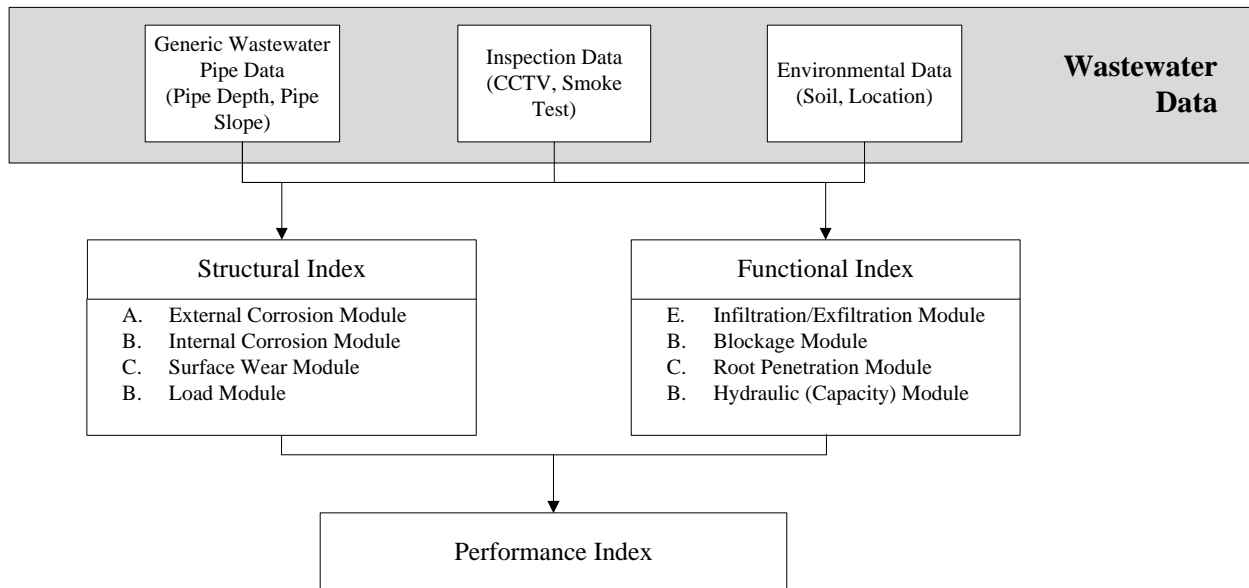 Generic Wastewater
Pipe Data
(Pipe Depth, Pipe
Slope)
Inspection Data
(CCTV, Smoke
Test)
Environmental Data
(Soil, Location)
Wastewater
Data
Structural Index
A. External Corrosion Module
B. Internal Corrosion Module
C. Surface Wear Module
B. Load Module
Functional Index
E. Infiltration/Exfiltration Module
B. Blockage Module
C. Root Penetration Module
B. Hydraulic (Capacity) Module
Performance Index